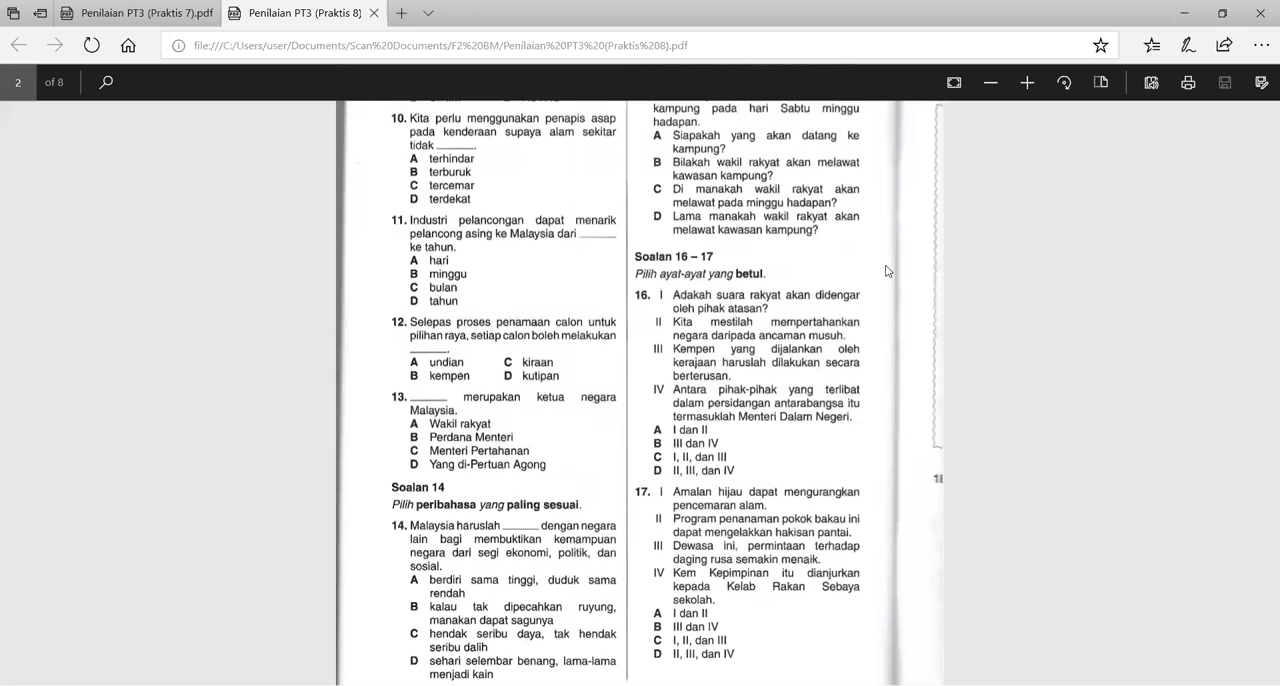 Penilaian PT3 (Praktis 7).pdf
Penilaian PT3 (Praktis 8)
file:///C:/Users/user/Documents/Scan%20Documents/F2%20BM/Penilaian%20PT3%20(Praktis%208).pdf
2 of 8
10. Kita perlu menggunakan penapis asap
pada kenderaan supaya alam sekitar
tidak ______.
A terhindar
B terburuk
C tercemar
D terdekat
11. Industri pelancongan dapat menarik
pelancong asing ke Malaysia dari ______
ke tahun.
A hari
B minggu
C bulan
D tahun
12. Selepas proses penamaan calon untuk
pilihan raya, setiap calon boleh melakukan
______.
A undian C kiraan
B kempen D kutipan
13. ______ merupakan ketua negara
Malaysia.
A Wakil rakyat
B Perdana Menteri
C Menteri Pertahanan
D Yang di-Pertuan Agong
Soalan 14
Pilih peribahasa yang paling sesuai.
14. Malaysia haruslah ______ dengan negara
lain bagi membuktikan kemampuan
negara dari segi ekonomi, politik, dan
sosial.
A berdiri sama tinggi, duduk sama
rendah
B kalau tak dipecahkan ruyung,
manakan dapat sagunya
C hendak seribu daya, tak hendak
seribu dalih
D sehari selembar benang, lama-lama
menjadi kain
kampung pada hari Sabtu minggu
hadapan.
A Siapakah yang akan datang ke
kampung?
B Bilakah wakil rakyat akan melawat
kawasan kampung?
C Di manakah wakil rakyat akan
melawat pada minggu hadapan?
D Lama manakah wakil rakyat akan
melawat kawasan kampung?
Soalan 16 – 17
Pilih ayat-ayat yang betul.
16. I Adakah suara rakyat akan didengar
oleh pihak atasan?
II Kita mestilah mempertahankan
negara daripada ancaman musuh.
III Kempen yang dijalankan oleh
kerajaan haruslah dilakukan secara
berterusan.
IV Antara pihak-pihak yang terlibat
dalam persidangan antarabangsa itu
termasuklah Menteri Dalam Negeri.
A I dan II
B III dan IV
C I, II, dan III
D II, III, dan IV
17. I Amalan hijau dapat mengurangkan
pencemaran alam.
II Program penanaman pokok bakau ini
dapat mengelakkan hakisan pantai.
III Dewasa ini, permintaan terhadap
daging rusa semakin menaik.
IV Kem Kepimpinan itu dianjurkan
kepada Kelab Rakan Sebaya
sekolah.
A I dan II
B III dan IV
C I, II, dan III
D II, III, dan IV